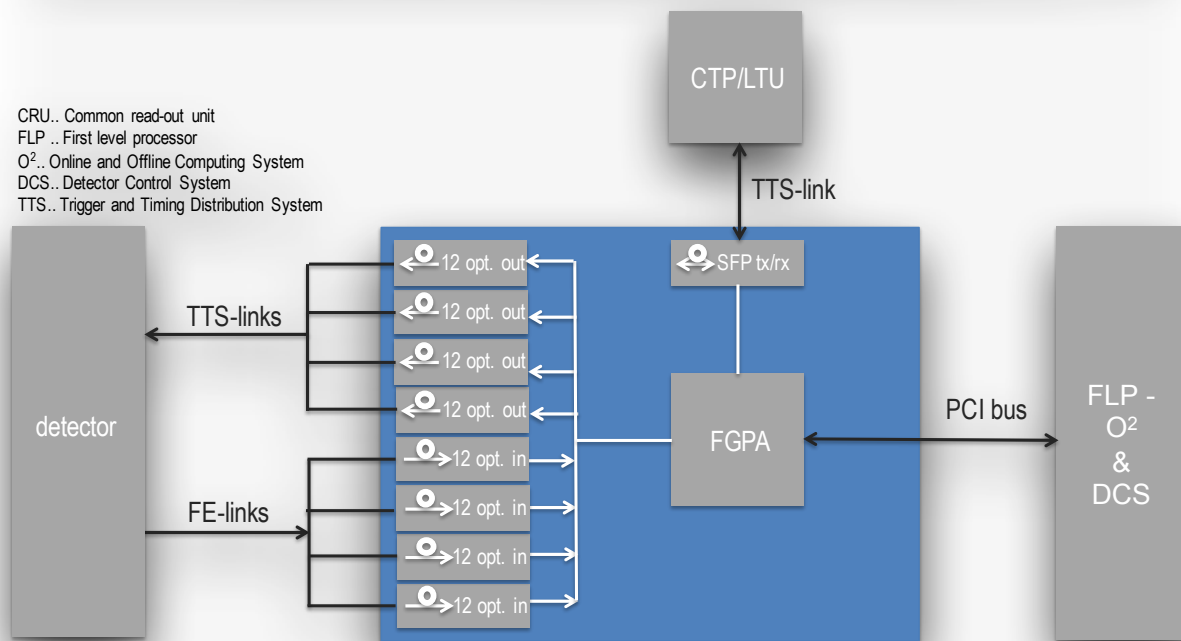 CTP/LTU
CRU.. Common read-out unit
FLP .. First level processor
O².. Online and Offline Computing System
DCS.. Detector Control System
TTS.. Trigger and Timing Distribution System
TTS-link
12 opt. out
SFP tx/rx
12 opt. out
TTS-links
12 opt. out
12 opt. out
detector
FGPA
PCI bus
FLP -
O²
&
DCS
12 opt. in
FE-links
12 opt. in
12 opt. in
12 opt. in